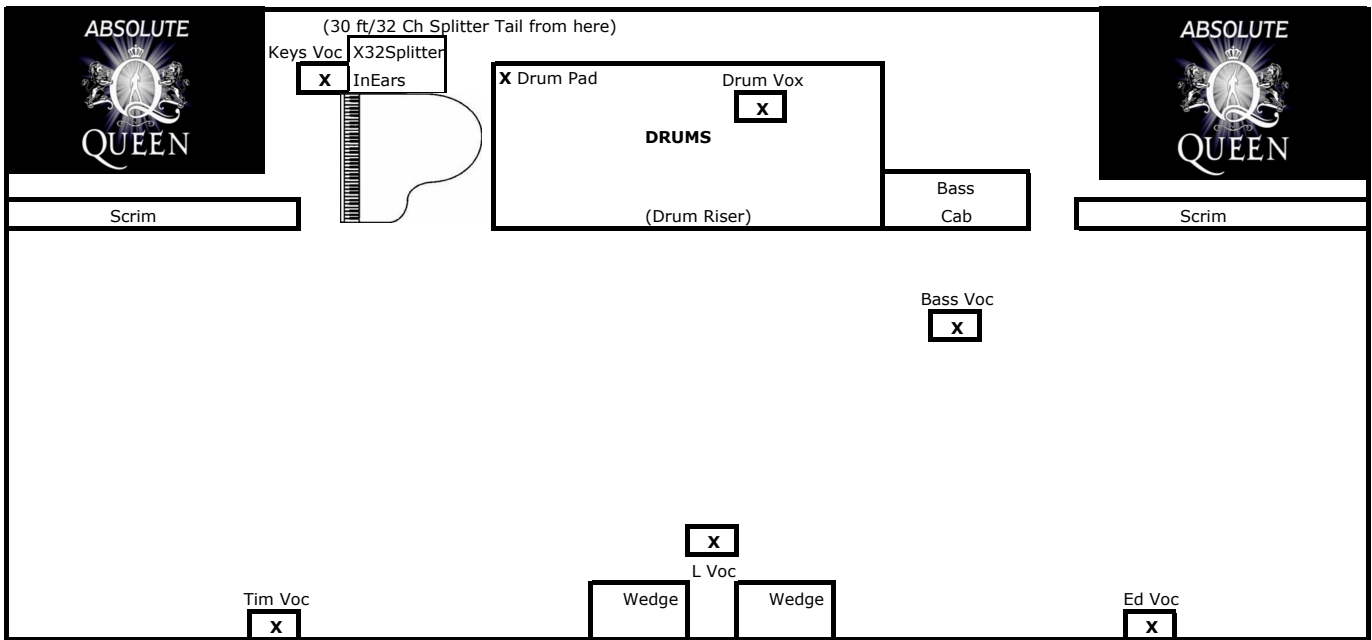 ABSOLUTE
QUEEN
(30 ft/32 Ch Splitter Tail from here)
ABSOLUTE
QUEEN
Keys Voc X32Splitter
X InEars
X Drum Pad
Drum Vox
X
DRUMS
Bass
Scrim
(Drum Riser)
Cab
Scrim
Bass Voc
X
X
L Voc
Tim Voc
Wedge
Wedge
Ed Voc
X
X